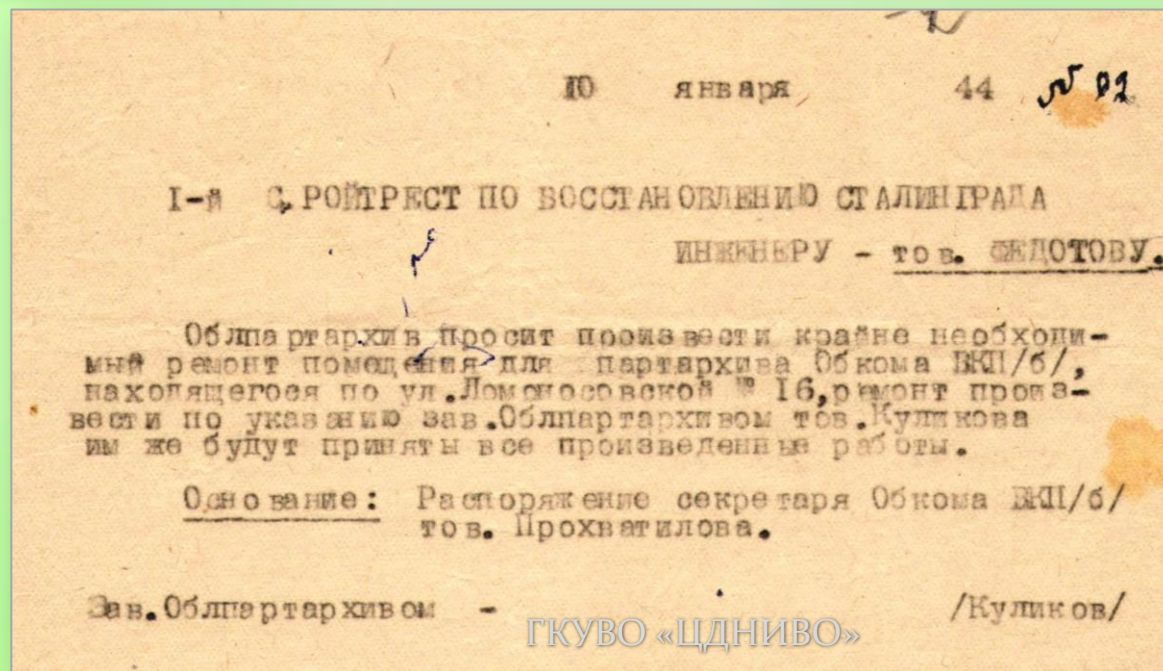 10 января 44 № 02
I-й С.РОЙТРЕСТ ПО ВОССТАНОВЛЕНИЮ СТАЛИНГРАДА
ИНЖЕНЕРУ - тов. ФЕДОТОВУ.
Облпартархив просит произвести крайне необходи-
мый ремонт помещения для партархива Обкома ВКП/б/,
находящегося по ул.Ломоносовской № 16,ремонт произ-
вести по указанию зав.Облпартархивом тов.Куликова
им же будут приняты все произведенные работы.
Основание: Распоряжение секретаря Обкома ВКП/б/
тов. Прохватилова.
Зав.Облпартархивом - /Куликов/
ГКУВО «ЦДНИВО»